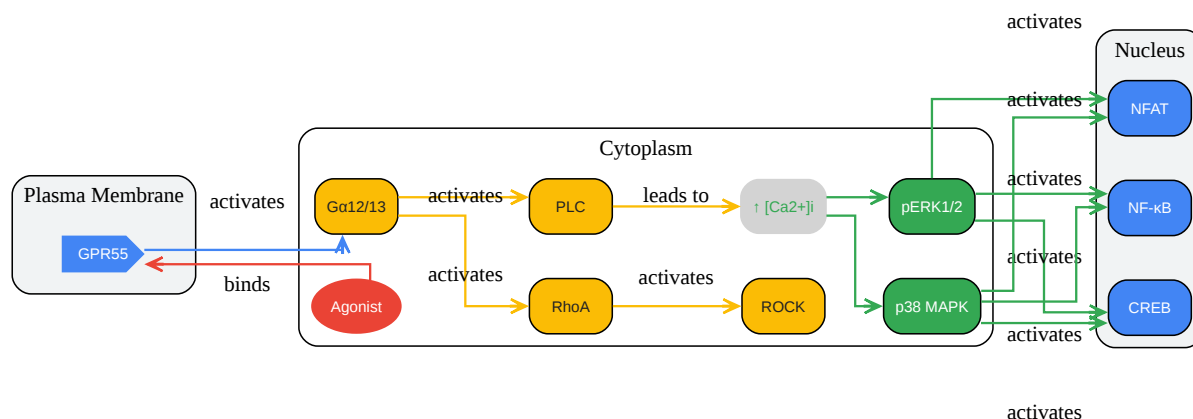 Plasma Membrane
GPR55
activates
binds
Cytoplasm
Gα12/13
activates
PLC
leads to
↑ [Ca2+]i
pERK1/2
Agonist
activates
RhoA
activates
ROCK
p38 MAPK
activates
activates
activates
activates
activates
activates
Nucleus
NFAT
NF-κB
CREB